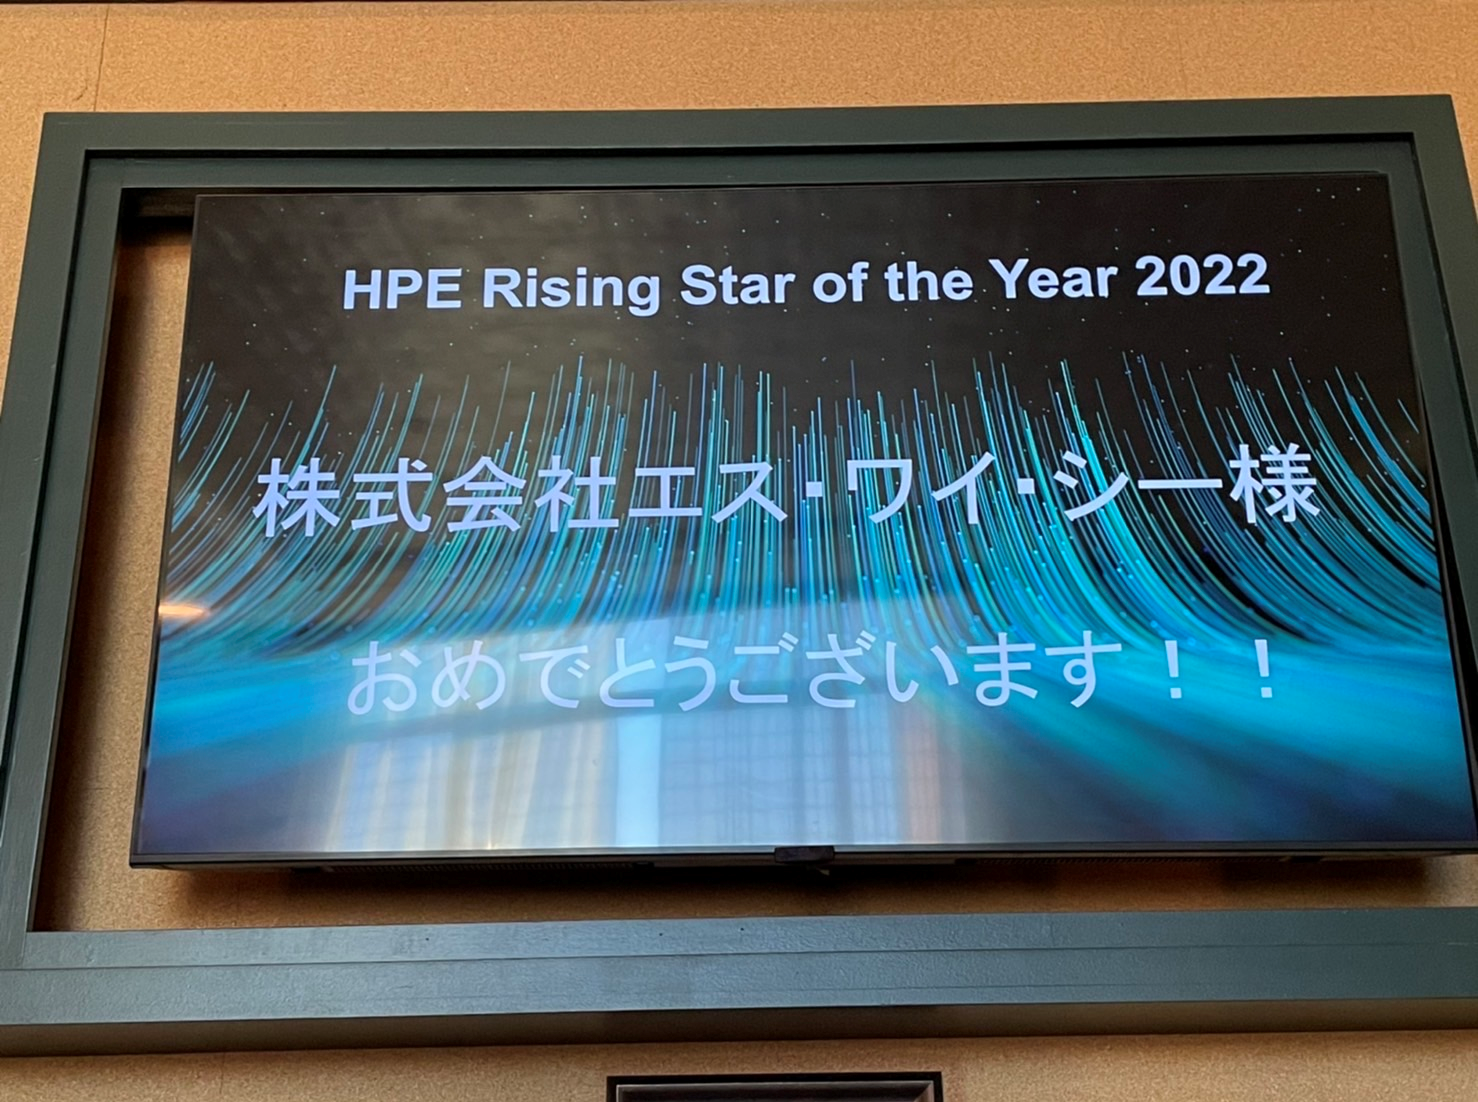 HPE Rising Star of the Year 2022
株式会社エス・ワイ・シー様
おめでとうございます！！